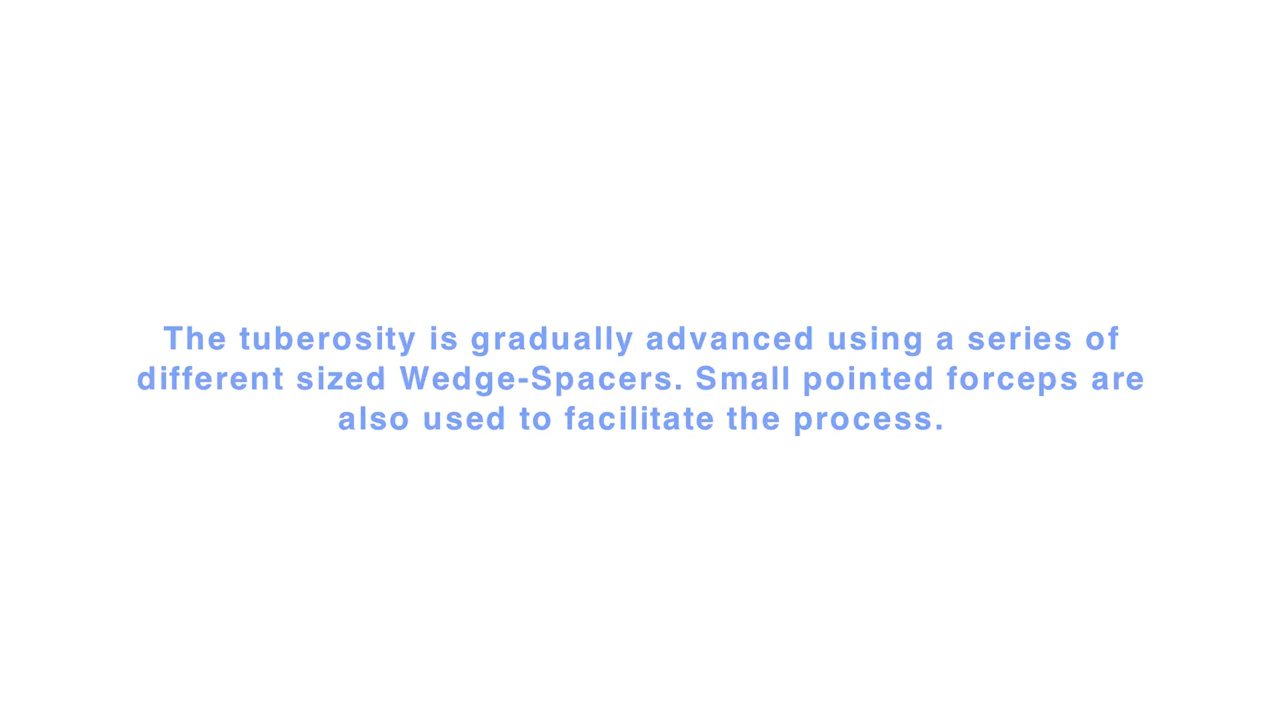 The tuberosity is gradually advanced using a series of
different sized Wedge-Spacers. Small pointed forceps are
also used to facilitate the process.